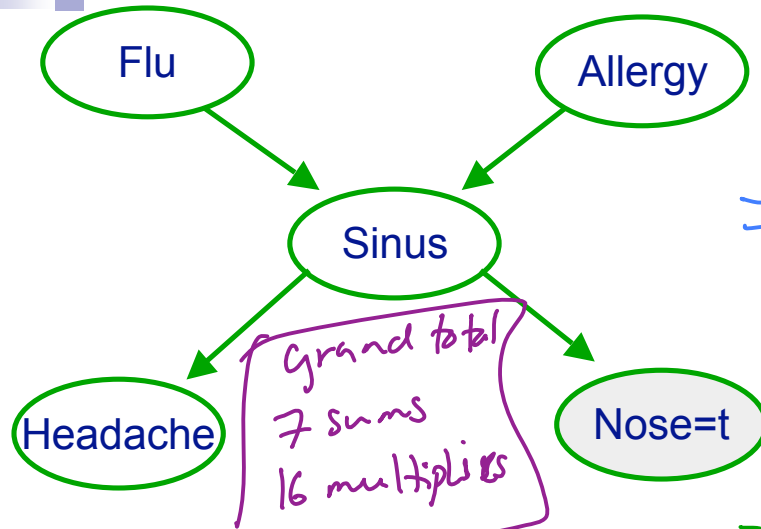 Flu
Allergy
Sinus
Grand total
7 sums
16 multiplies
Headache
Nose=t